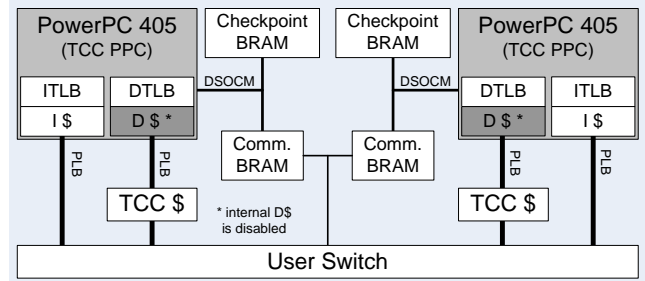 PowerPC 405
(TCC PPC)
ITLB
DTLB
I $
D $ *
PLB
PLB
TCC $
Checkpoint
BRAM
DSOCM
Comm.
BRAM
* internal D$
is disabled
Checkpoint
BRAM
DSOCM
Comm.
BRAM
PowerPC 405
(TCC PPC)
DTLB
ITLB
D $ *
I $
PLB
PLB
TCC $
User Switch